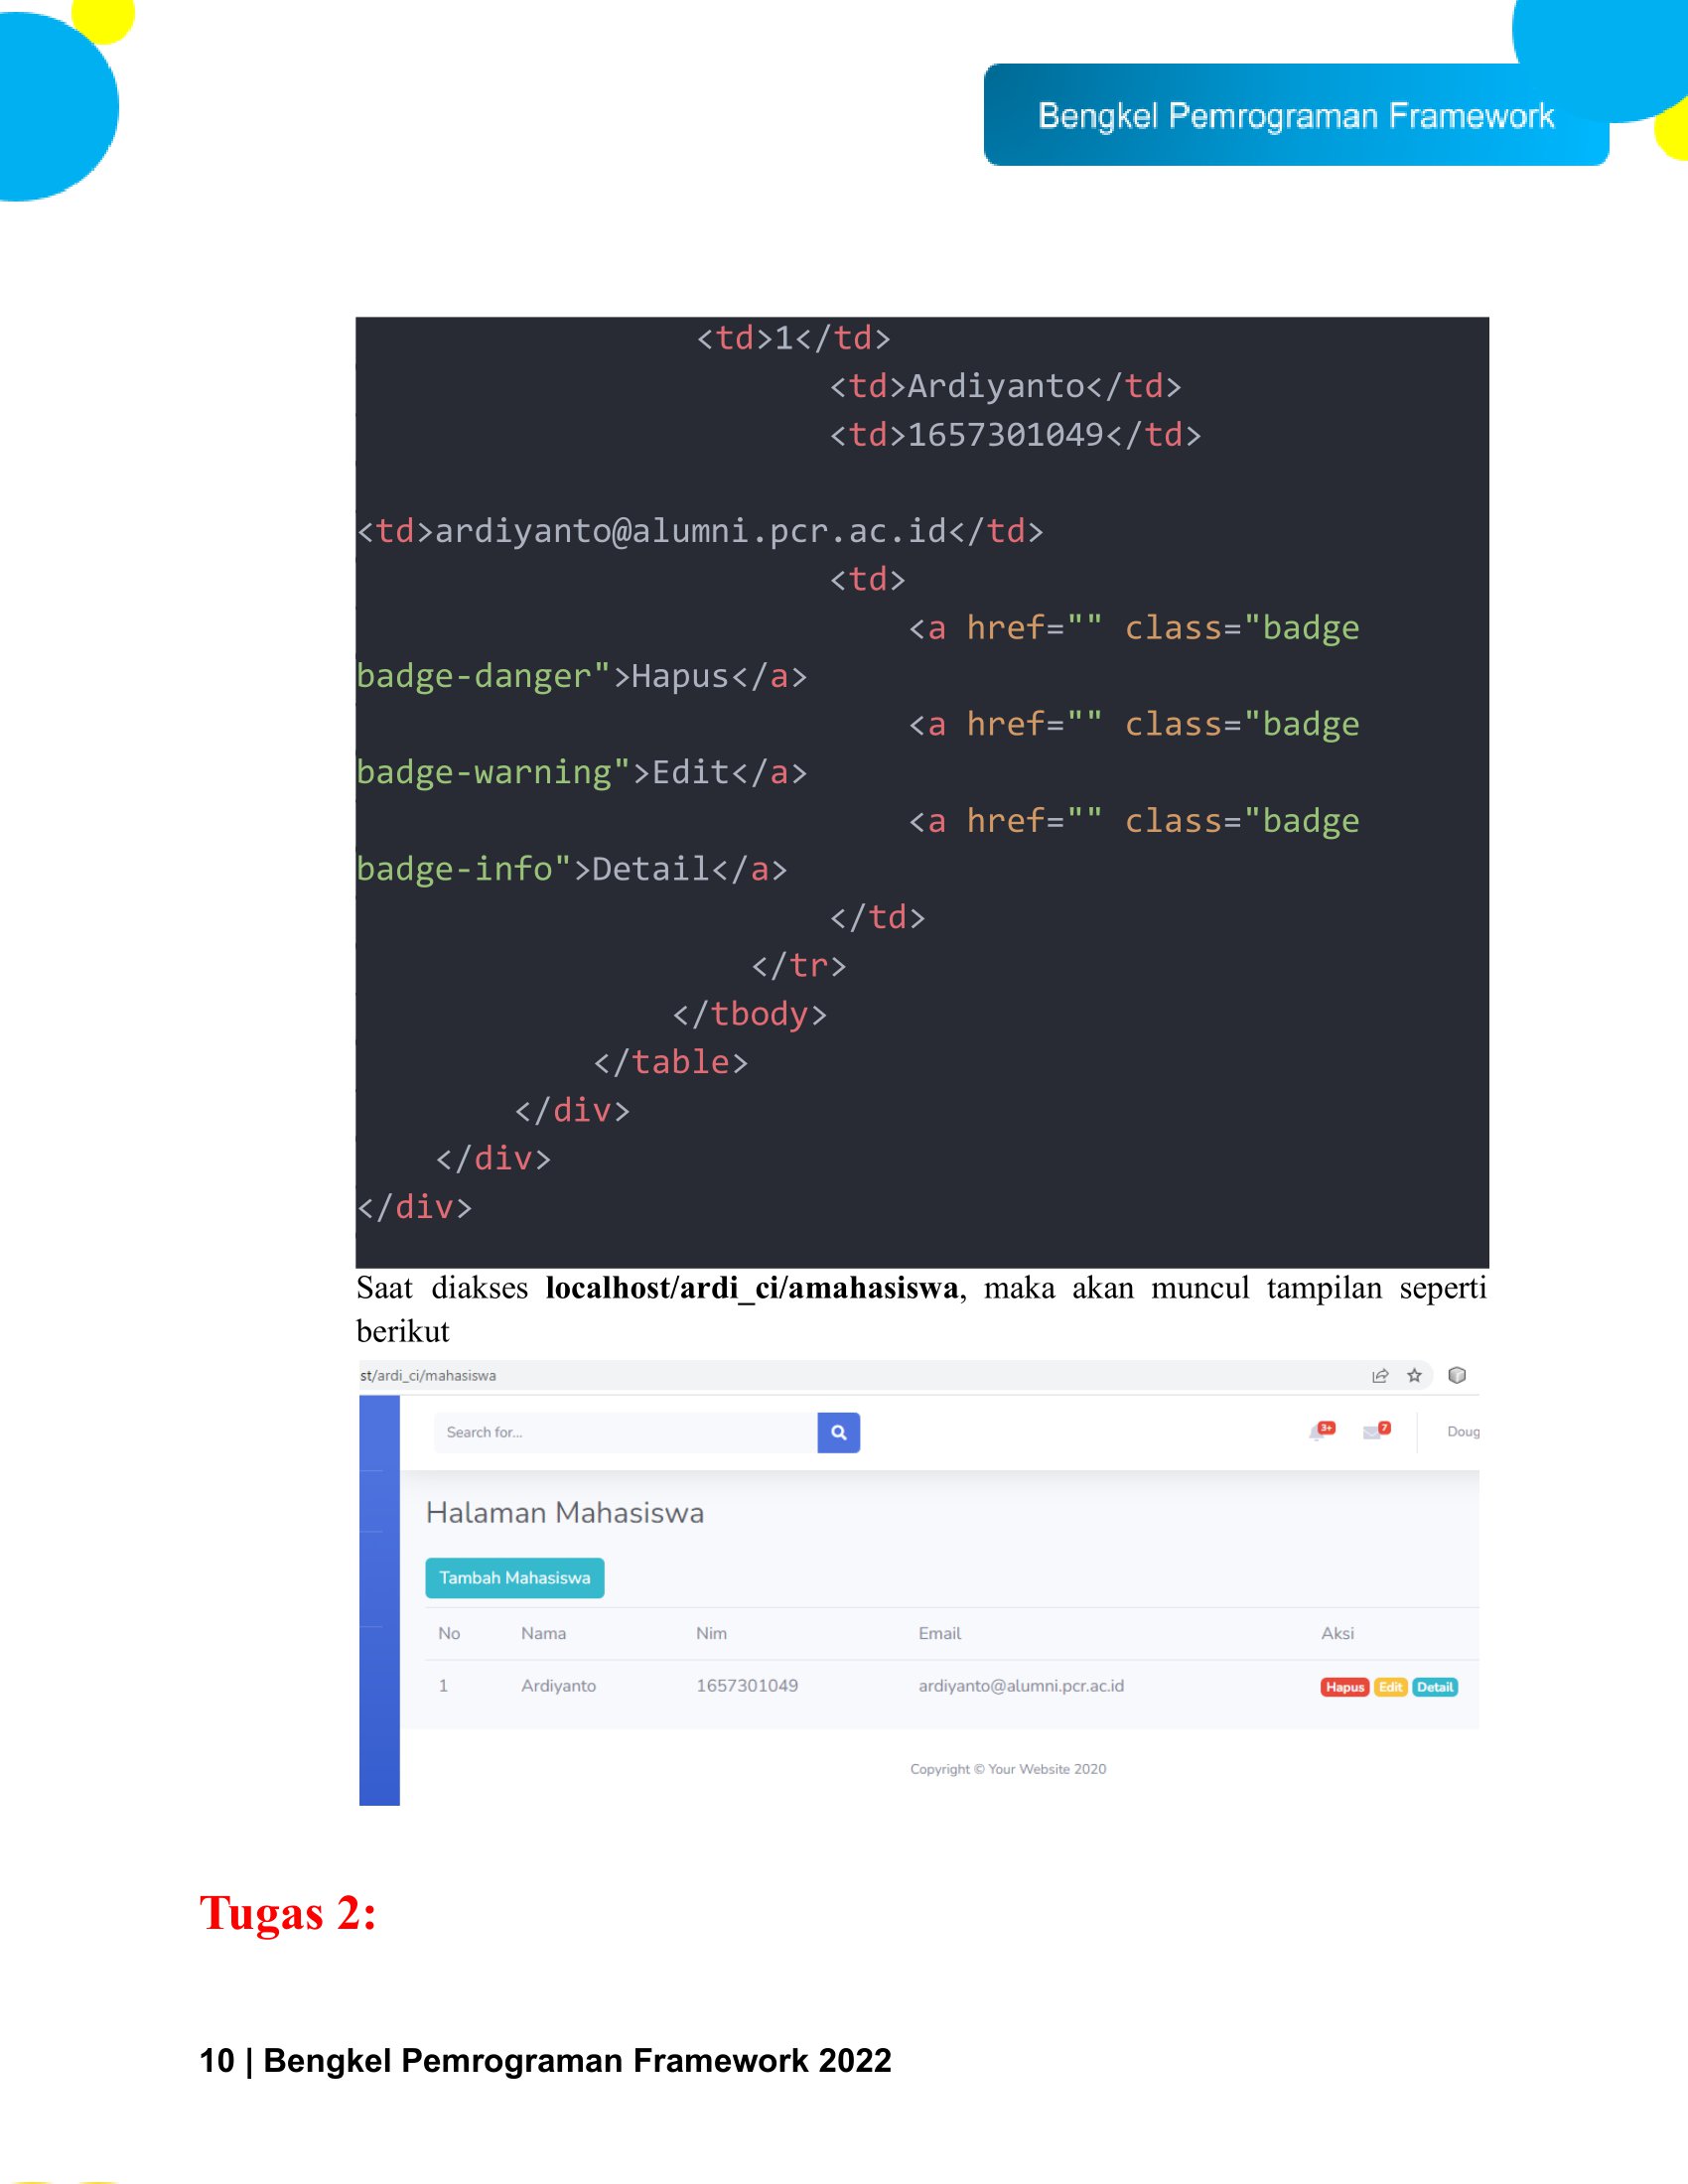 Bengkel Pemrograman Framework
<td>1</td>
<td>Ardiyanto</td>
<td>1657301049</td>
<td>ardiyanto@alumni.pcr.ac.id</td>
<td>
<a href="" class="badge
badge-danger">Hapus</a>
<a href="" class="badge
badge-warning">Edit</a>
<a href="" class="badge
badge-info">Detail</a>
</td>
</tr>
</tbody>
</table>
</div>
</div>
</div>
Saat diakses localhost/ardi_ci/amahasiswa, maka akan muncul tampilan seperti
berikut
st/ardi_ci/mahasiswa
Search for... 3+ 7 Doug
Halaman Mahasiswa
Tambah Mahasiswa
No Nama Nim Email Aksi
1 Ardiyanto 1657301049 ardiyanto@alumni.pcr.ac.id Hapus Edit Detail
Copyright © Your Website 2020
Tugas 2:
10 | Bengkel Pemrograman Framework 2022